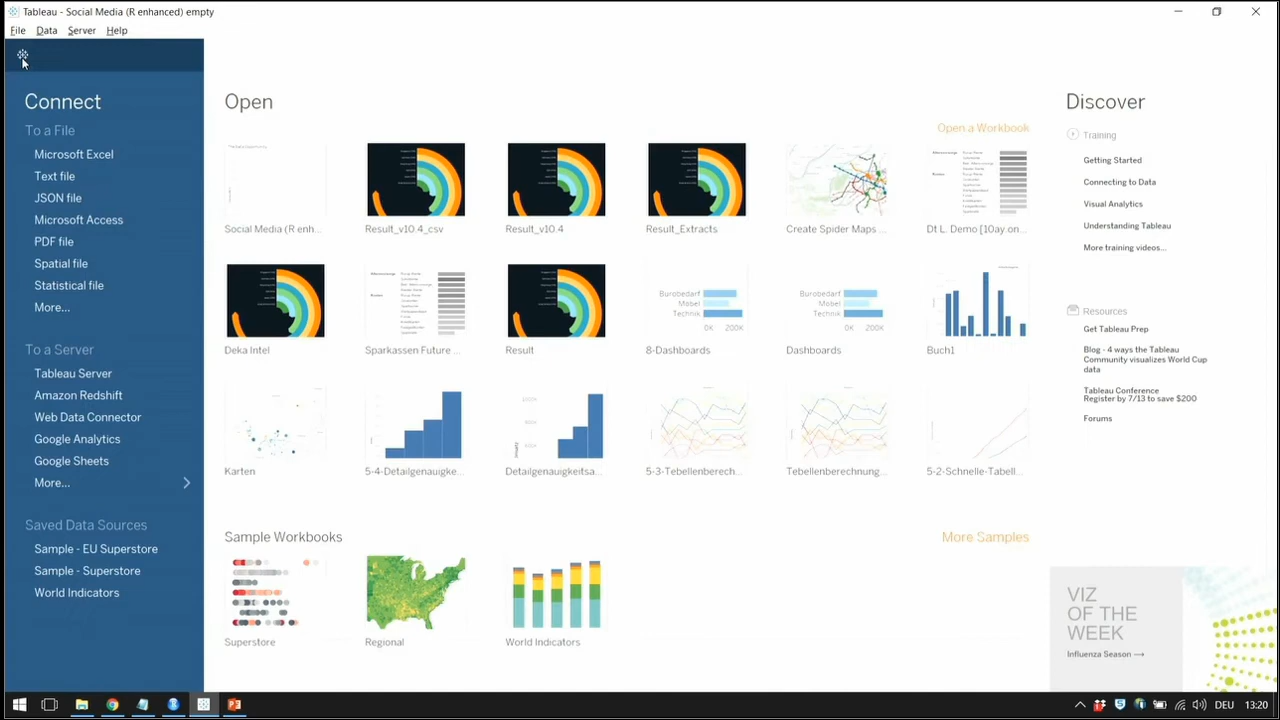 Tableau - Social Media (R enhanced) empty
File Data Server Help
Connect
To a File
Microsoft Excel
Text file
JSON file
Microsoft Access
PDF file
Spatial file
Statistical file
More...
To a Server
Tableau Server
Amazon Redshift
Web Data Connector
Google Analytics
Google Sheets
More...
Saved Data Sources
Sample - EU Superstore
Sample - Superstore
World Indicators
Open
Open a Workbook
Social Media (R enh...
Result_v10.4_csv
Result_v10.4
Result_Extracts
Create Spider Maps ...
Dt L. Demo [10ay.on...
Deka Intel
Sparkassen Future ...
Result
Burobedarf
Mobel
Technik
0K 200K
8-Dashboards
Burobedarf
Mobel
Technik
0K 200K
Dashboards
Buch1
Karten
5-4-Detailgenauigke...
Detailgenauigkeitsa...
5-3-Tebellenberech...
Tebellenberechnung...
5-2-Schnelle-Tabell...
Sample Workbooks
More Samples
Superstore
Regional
World Indicators
Discover
Training
Getting Started
Connecting to Data
Visual Analytics
Understanding Tableau
More training videos...
Resources
Get Tableau Prep
Blog - 4 ways the Tableau
Community visualizes World Cup
data
Tableau Conference
Register by 7/13 to save $200
Forums
VIZ
OF THE
WEEK
Influenza Season →
DEU 13:20